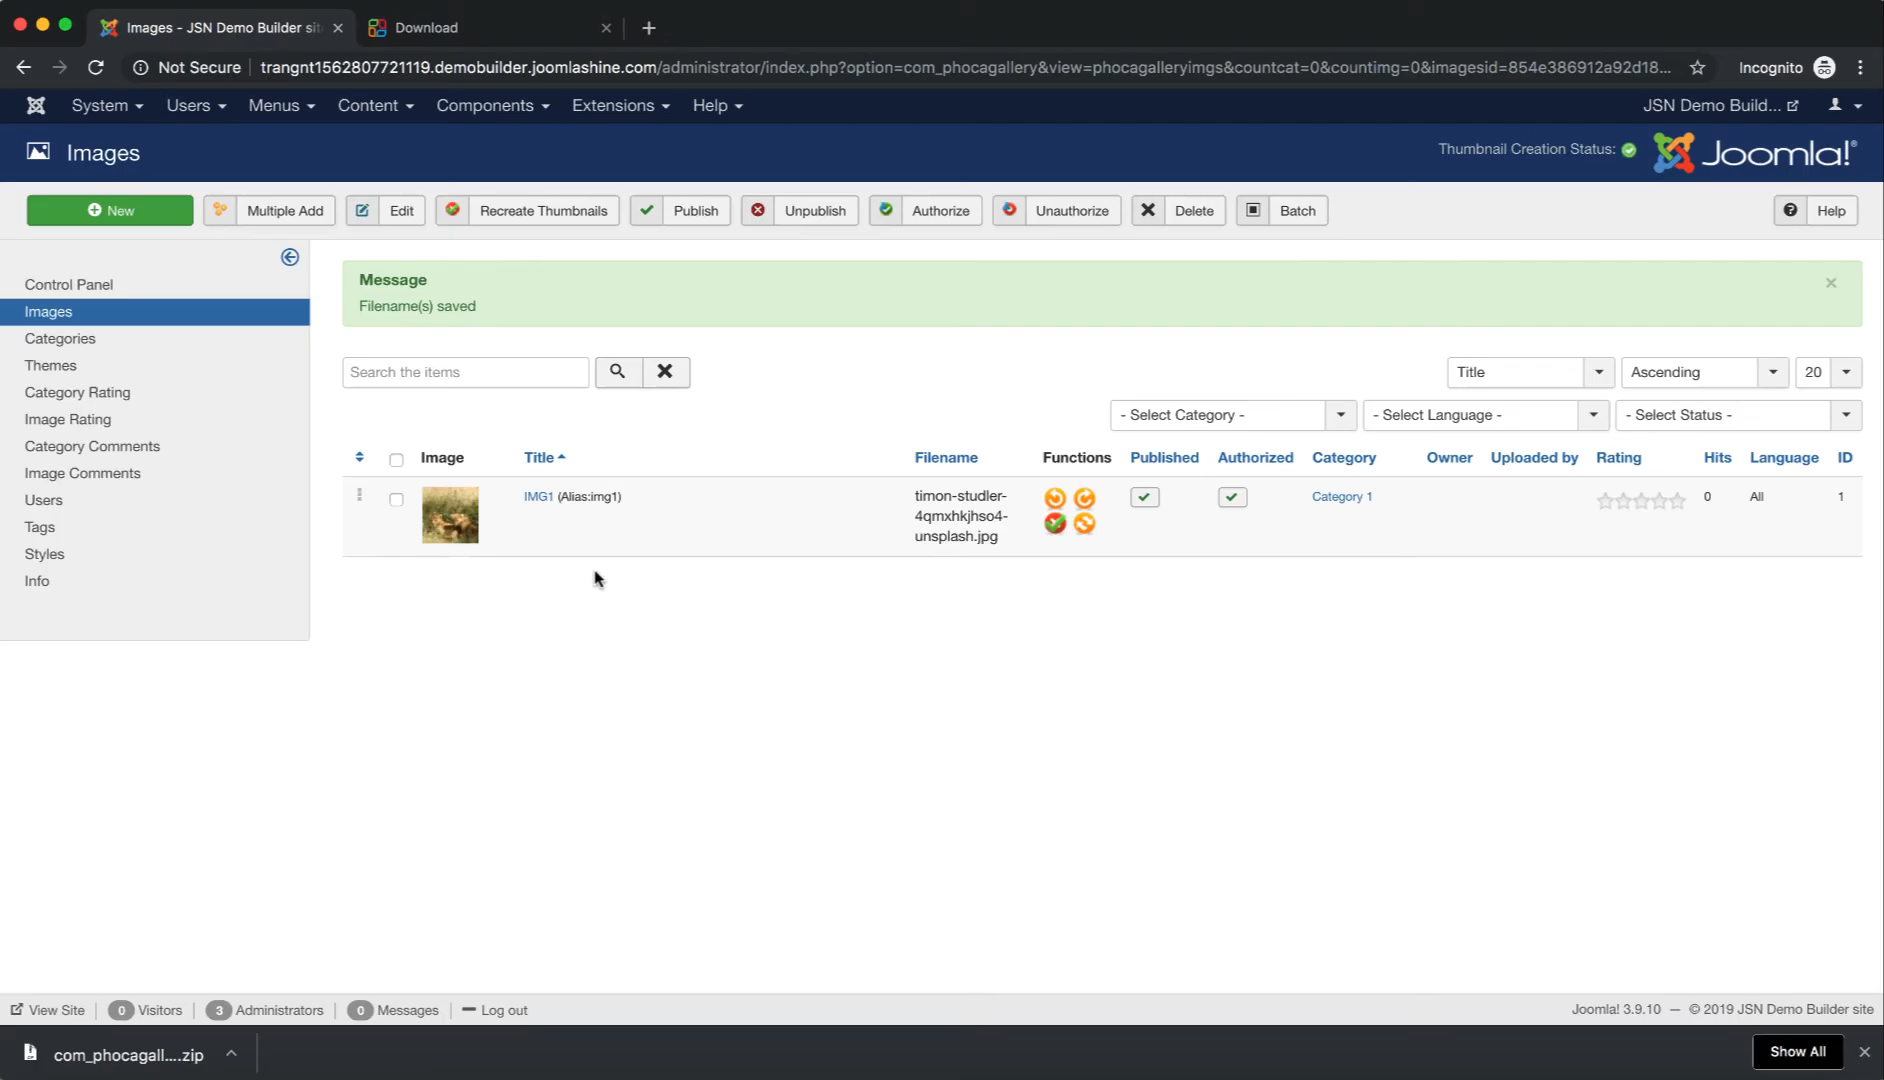 Images - JSN Demo Builder sit
Download
Not Secure
trangnt1562807721119.demobuilder.joomlashine.com/administrator/index.php?option=com_phocagallery&view=phocagalleryimgs&countcat=0&countimg=0&imagesid=854e386912a92d18...
Incognito
System Users Menus Content Components Extensions Help
JSN Demo Build...
Images
Thumbnail Creation Status:
Joomla!®
New
Multiple Add
Edit
Recreate Thumbnails
Publish
Unpublish
Authorize
Unauthorize
Delete
Batch
Help
Control Panel
Images
Categories
Themes
Category Rating
Image Rating
Category Comments
Image Comments
Users
Tags
Styles
Info
Message
Filename(s) saved
Search the items
Title
Ascending
20
- Select Category -
- Select Language -
- Select Status -
Image Title Filename Functions Published Authorized Category Owner Uploaded by Rating Hits Language ID
IMG1 (Alias:img1)
timon-studler-
4qmxhkjhso4-
unsplash.jpg
Category 1
0
All
1
View Site
0 Visitors
3 Administrators
0 Messages
Log out
Joomla! 3.9.10 — © 2019 JSN Demo Builder site
com_phocagall....zip
Show All